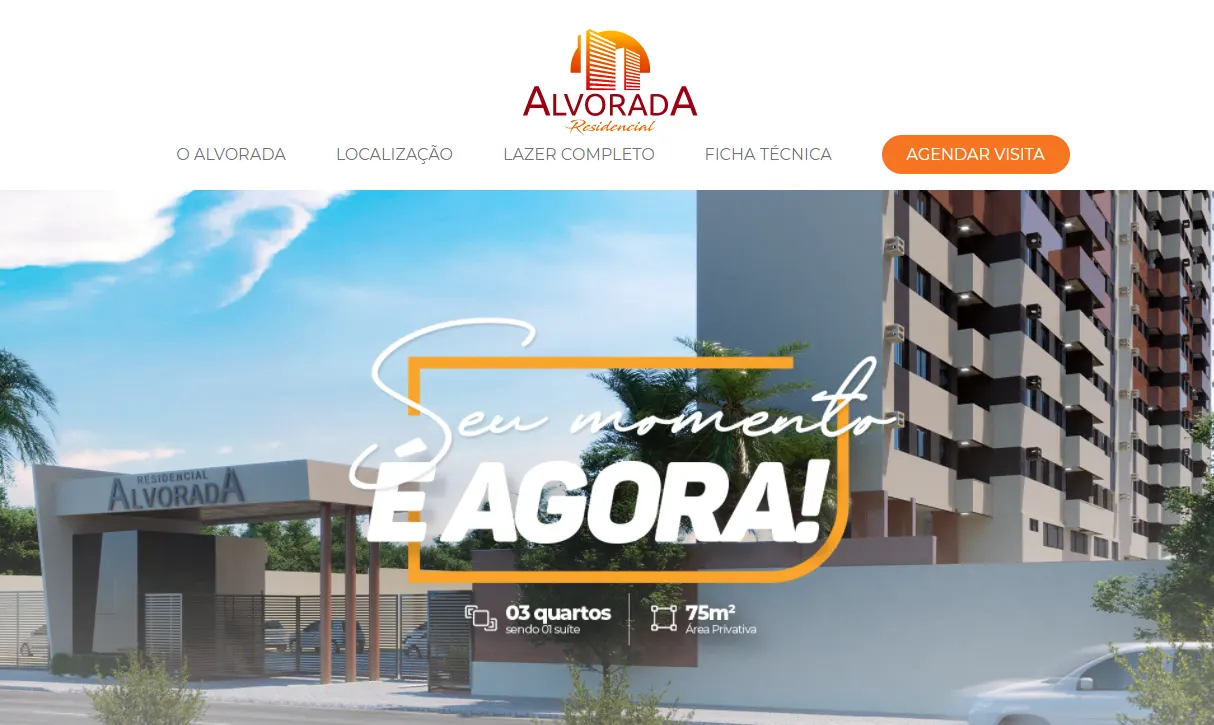 ALVORADA
Residencial
O ALVORADA
LOCALIZAÇÃO
LAZER COMPLETO
FICHA TÉCNICA
AGENDAR VISITA
Seu momento
É AGORA!
RESIDENCIAL
ALVORADA
03 quartos
sendo 01 suíte
75m²
Área Privativa